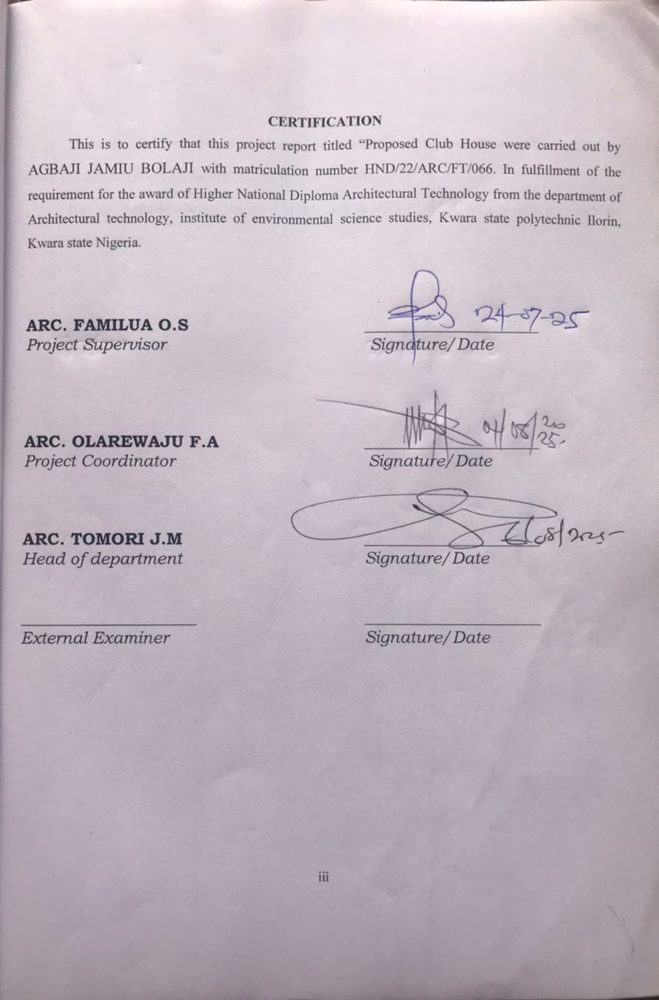 CERTIFICATION
This is to certify that this project report titled “Proposed Club House were carried out by
AGBAJI JAMIU BOLAJI with matriculation number HND/22/ARC/FT/066. In fulfillment of the
requirement for the award of Higher National Diploma Architectural Technology from the department of
Architectural technology, institute of environmental science studies, Kwara state polytechnic Ilorin,
Kwara state Nigeria.
24-07-25
ARC. FAMILUA O.S
Project Supervisor Signature/Date
04/08/2025
ARC. OLAREWAJU F.A
Project Coordinator Signature/Date
6/08/2025
ARC. TOMORI J.M
Head of department Signature/Date
External Examiner Signature/Date
iii